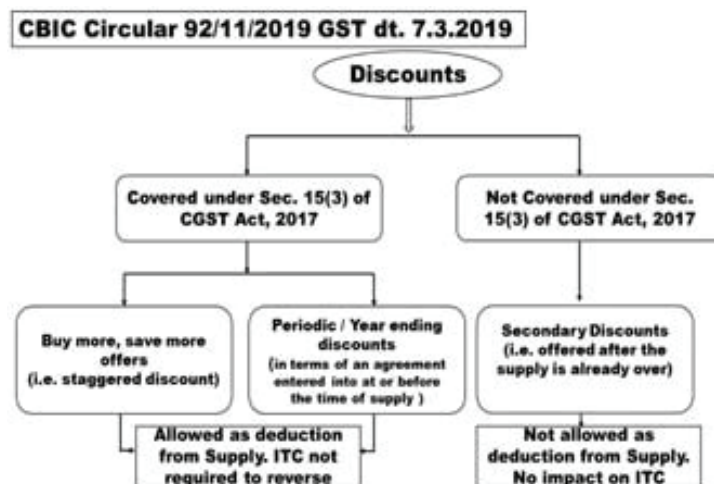 CBIC Circular 92/11/2019 GST dt. 7.3.2019
Discounts
Covered under Sec. 15(3) of
CGST Act, 2017
Not Covered under Sec.
15(3) of CGST Act, 2017
Buy more, save more
offers
(i.e. staggered discount)
Periodic / Year ending
discounts
(in terms of an agreement
entered into at or before
the time of supply )
Secondary Discounts
(i.e. offered after the
supply is already over)
Allowed as deduction
from Supply. ITC not
required to reverse
Not allowed as
deduction from Supply.
No impact on ITC